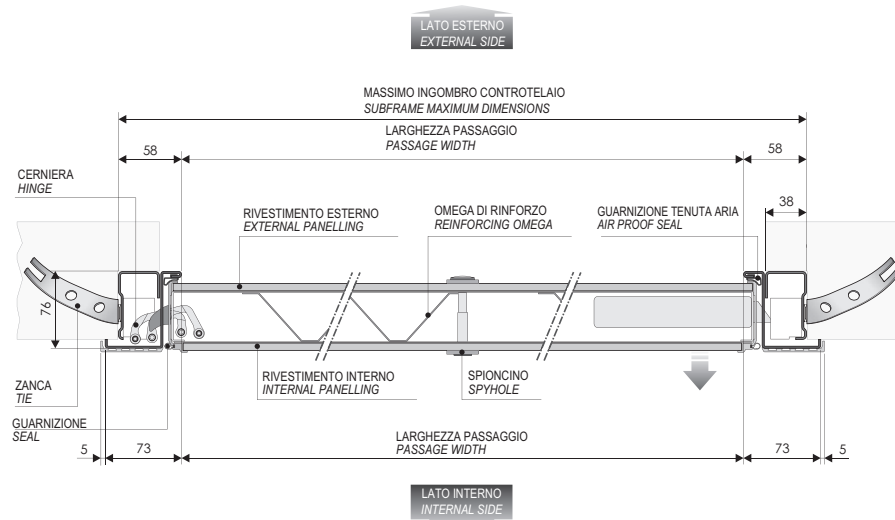 LATO ESTERNO
EXTERNAL SIDE
MASSIMO INGOMBRO CONTROTELAIO
SUBFRAME MAXIMUM DIMENSIONS
LARGHEZZA PASSAGGIO
PASSAGE WIDTH
58
58
CERNIERA
HINGE
38
RIVESTIMENTO ESTERNO
EXTERNAL PANELLING
OMEGA DI RINFORZO
REINFORCING OMEGA
GUARNIZIONE TENUTA ARIA
AIR PROOF SEAL
76
ZANCA
TIE
RIVESTIMENTO INTERNO
INTERNAL PANELLING
SPIONCINO
SPYHOLE
GUARNIZIONE
SEAL
5
73
LARGHEZZA PASSAGGIO
PASSAGE WIDTH
73
5
LATO INTERNO
INTERNAL SIDE